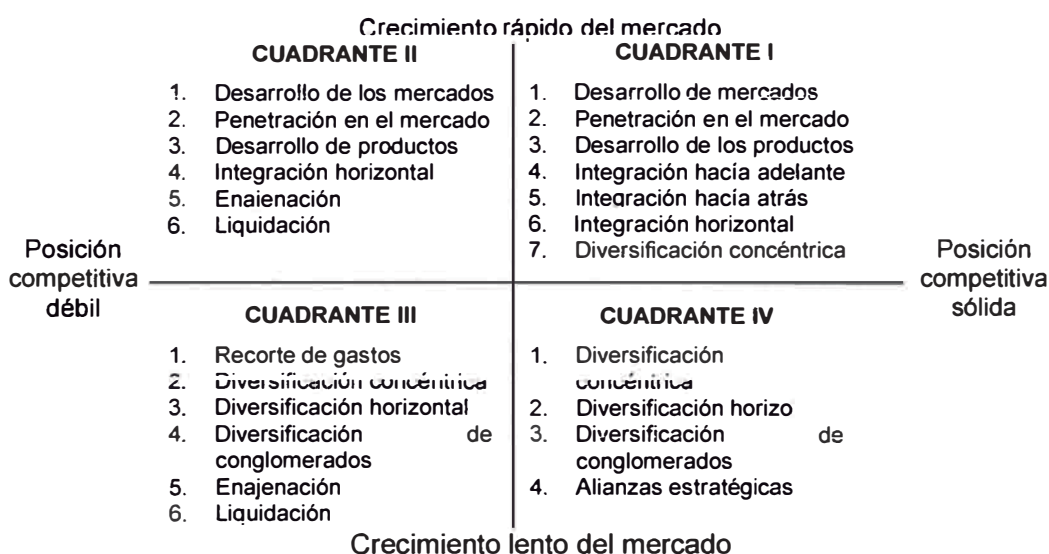 Crecimiento rápido del mercado
CUADRANTE II
1. Desarrollo de los mercados
2. Penetración en el mercado
3. Desarrollo de productos
4. Integración horizontal
5. Enaienación
6. Liquidación
CUADRANTE I
1. Desarrollo de mercados
2. Penetración en el mercado
3. Desarrollo de los productos
4. Integración hacía adelante
5. Integración hacía atrás
6. Integración horizontal
7. Diversificación concéntrica
Posición
competitiva
débil
Posición
competitiva
sólida
CUADRANTE III
1. Recorte de gastos
2. Diversificación concéntrica
3. Diversificación horizontal
4. Diversificación de
conglomerados
5. Enajenación
6. Liquidación
CUADRANTE IV
1. Diversificación
concéntrica
2. Diversificación horizo
3. Diversificación de
conglomerados
4. Alianzas estratégicas
Crecimiento lento del mercado